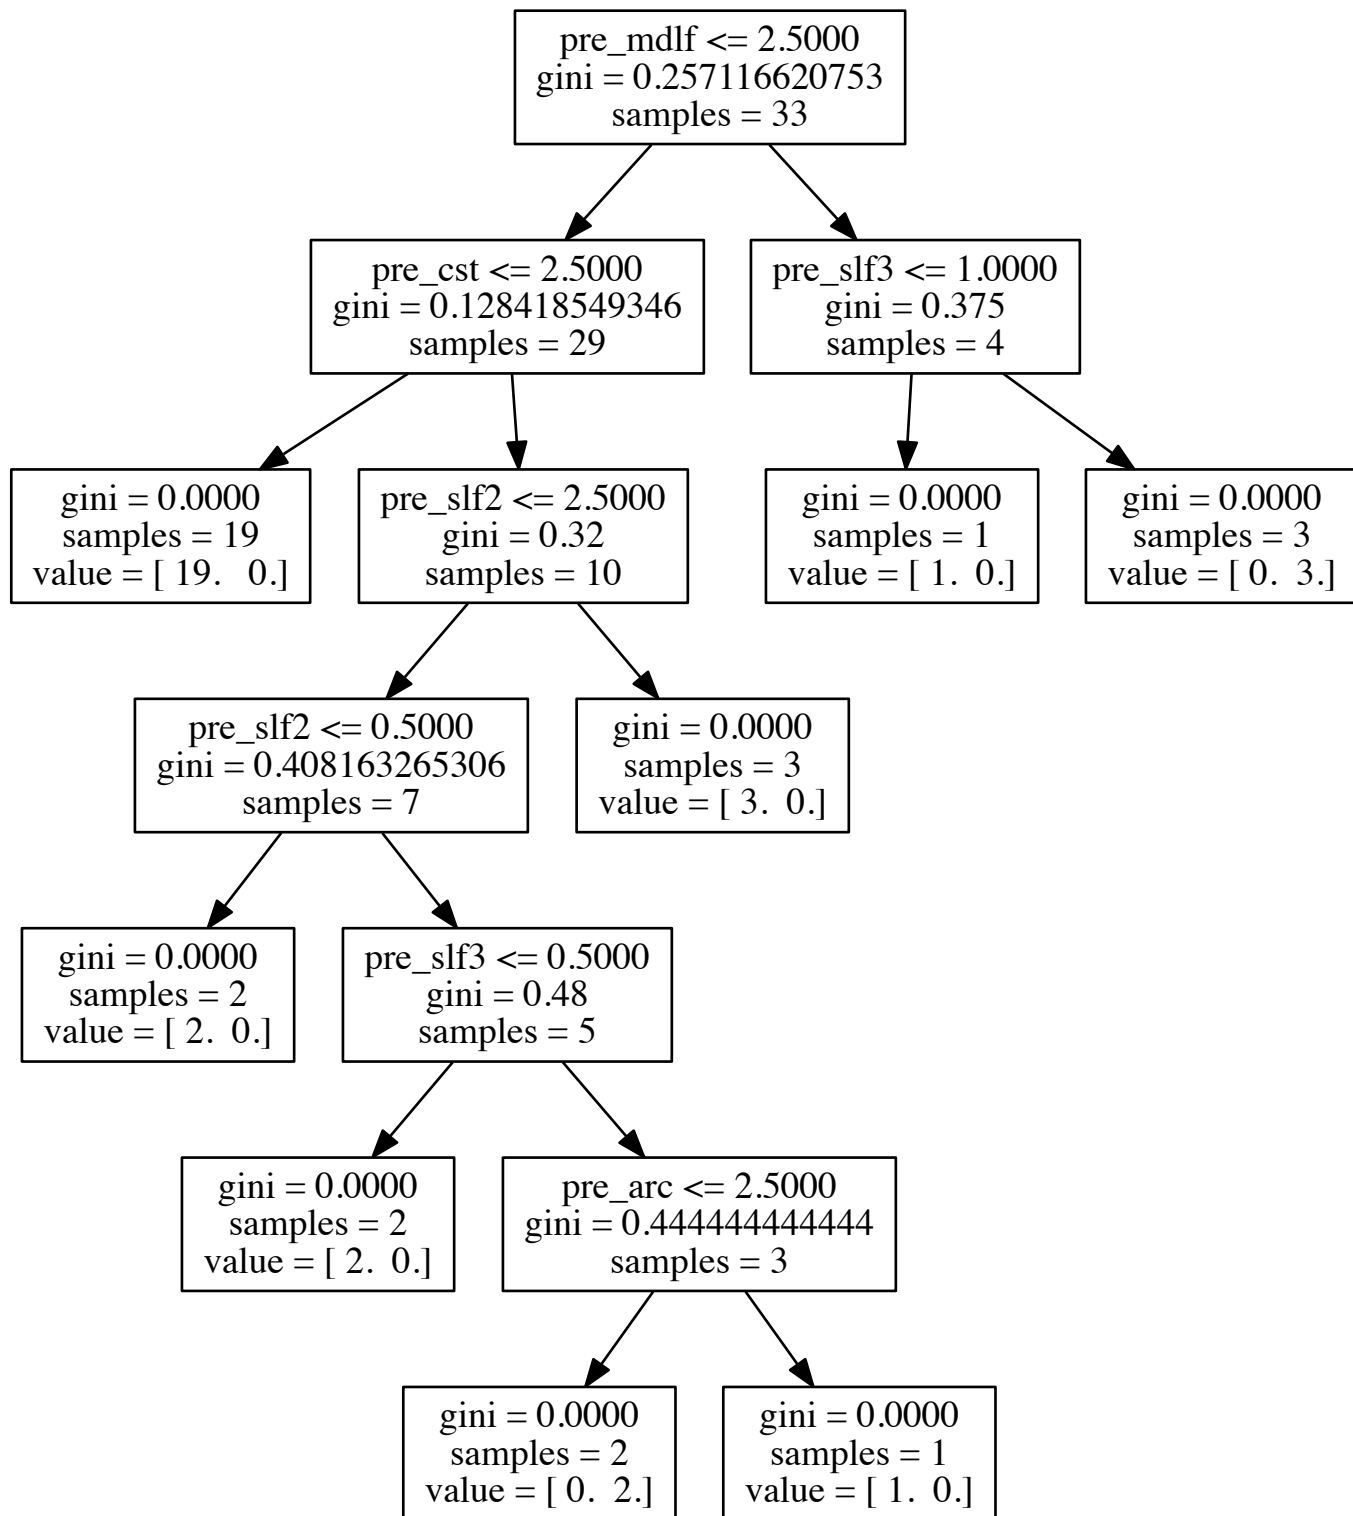 pre_mdlf <= 2.5000
gini = 0.257116620753
samples = 33
pre_cst <= 2.5000
gini = 0.128418549346
samples = 29
pre_slf3 <= 1.0000
gini = 0.375
samples = 4
gini = 0.0000
samples = 19
value = [ 19.   0.]
pre_slf2 <= 2.5000
gini = 0.32
samples = 10
gini = 0.0000
samples = 1
value = [ 1.  0.]
gini = 0.0000
samples = 3
value = [ 0.  3.]
pre_slf2 <= 0.5000
gini = 0.408163265306
samples = 7
gini = 0.0000
samples = 3
value = [ 3.  0.]
gini = 0.0000
samples = 2
value = [ 2.  0.]
pre_slf3 <= 0.5000
gini = 0.48
samples = 5
gini = 0.0000
samples = 2
value = [ 2.  0.]
pre_arc <= 2.5000
gini = 0.444444444444
samples = 3
gini = 0.0000
samples = 2
value = [ 0.  2.]
gini = 0.0000
samples = 1
value = [ 1.  0.]